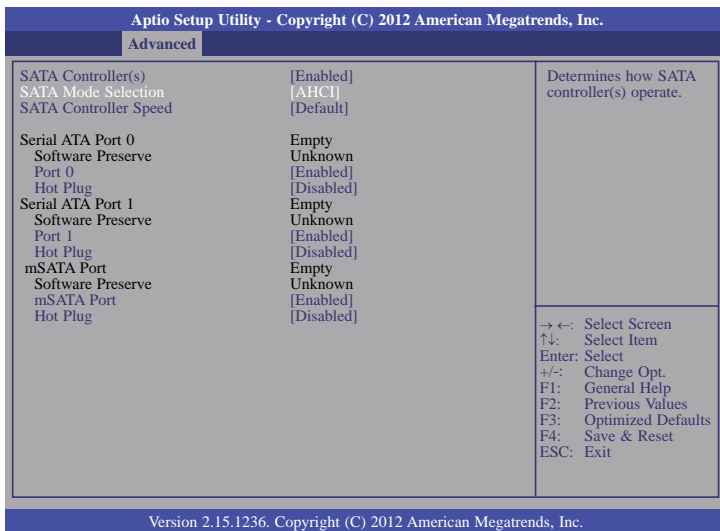 Aptio Setup Utility - Copyright (C) 2012 American Megatrends, Inc.
Advanced
SATA Controller(s) [Enabled]
SATA Mode Selection [AHCI]
SATA Controller Speed [Default]
Serial ATA Port 0 Empty
Software Preserve Unknown
Port 0 [Enabled]
Hot Plug [Disabled]
Serial ATA Port 1 Empty
Software Preserve Unknown
Port 1 [Enabled]
Hot Plug [Disabled]
mSATA Port Empty
Software Preserve Unknown
mSATA Port [Enabled]
Hot Plug [Disabled]
Determines how SATA
controller(s) operate.
→ ←: Select Screen
↑↓: Select Item
Enter: Select
+/-: Change Opt.
F1: General Help
F2: Previous Values
F3: Optimized Defaults
F4: Save & Reset
ESC: Exit
Version 2.15.1236. Copyright (C) 2012 American Megatrends, Inc.